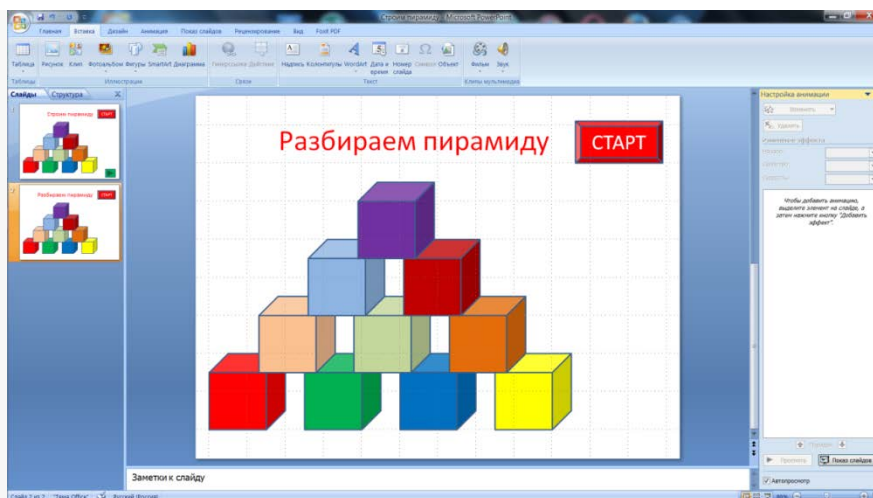 Строим пирамиду - Microsoft PowerPoint
Главная Вставка Дизайн Анимация Показ слайдов Рецензирование Вид Foxit PDF
Таблица Рисунок Клип Фотоальбом Фигуры SmartArt Диаграмма Гиперссылка Действие Надпись Колонтитулы WordArt Дата и время Номер слайда Символ Объект Фильм Звук
Таблицы Иллюстрации Связи Текст Клипы мультимедиа
Слайды Структура
Строим пирамиду СТАРТ
Разбираем пирамиду СТАРТ
Разбираем пирамиду
СТАРТ
Настройка анимации
Изменить
Удалить
Изменение эффекта
Чтобы добавить анимацию,
выделите элемент на слайде, а
затем нажмите кнопку "Добавить
эффект".
Порядок
Просмотр Показ слайдов
Автопросмотр
Заметки к слайду
Слайд 2 из 2 "Тема Office" Русский (Россия)